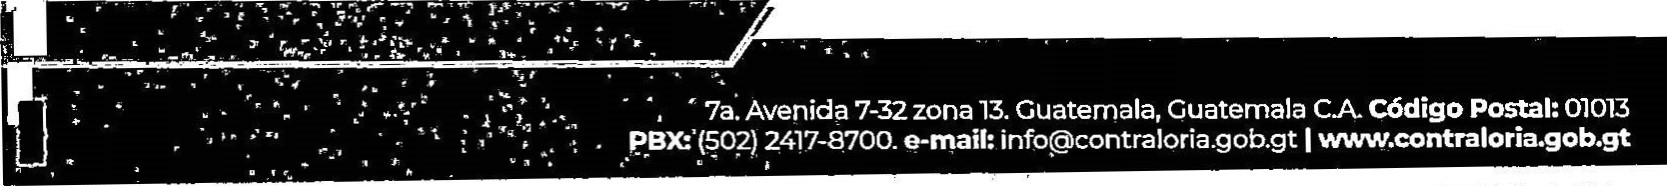 7a. Avenida 7-32 zona 13. Guatemala, Guatemala C.A. Código Postal: 01013
PBX: (502) 2417-8700. e-mail: info@contraloria.gob.gt | www.contraloria.gob.gt